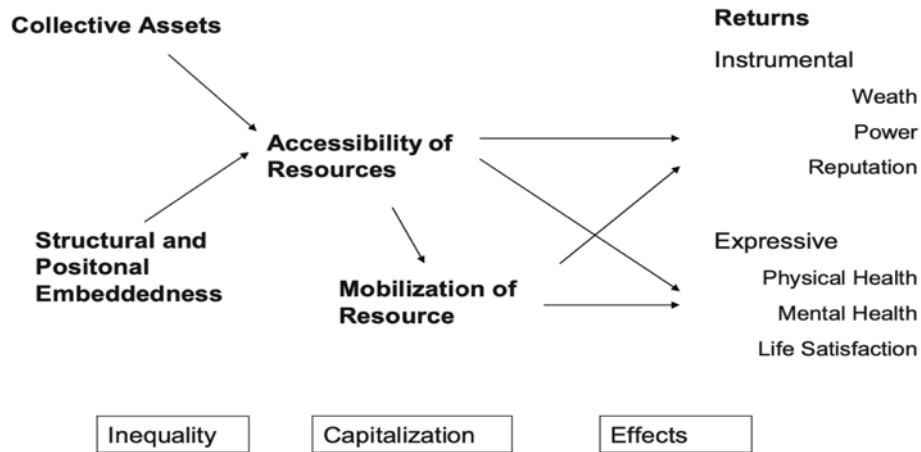 Collective Assets
Returns
Instrumental
Weath
Power
Reputation
Accessibility of
Resources
Structural and
Positonal
Embeddedness
Mobilization of
Resource
Expressive
Physical Health
Mental Health
Life Satisfaction
Inequality
Capitalization
Effects